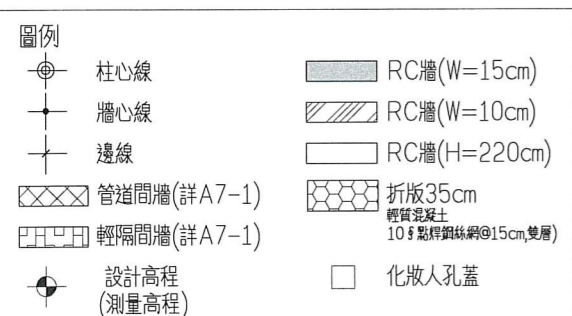 圖例
柱心線
牆心線
邊線
管道間牆(詳A7-1)
輕隔間牆(詳A7-1)
設計高程
(測量高程)
RC牆(W=15cm)
RC牆(W=10cm)
RC牆(H=220cm)
折版35cm
輕質混凝土
點焊鋼絲網@15cm,雙層)
化妝人孔蓋